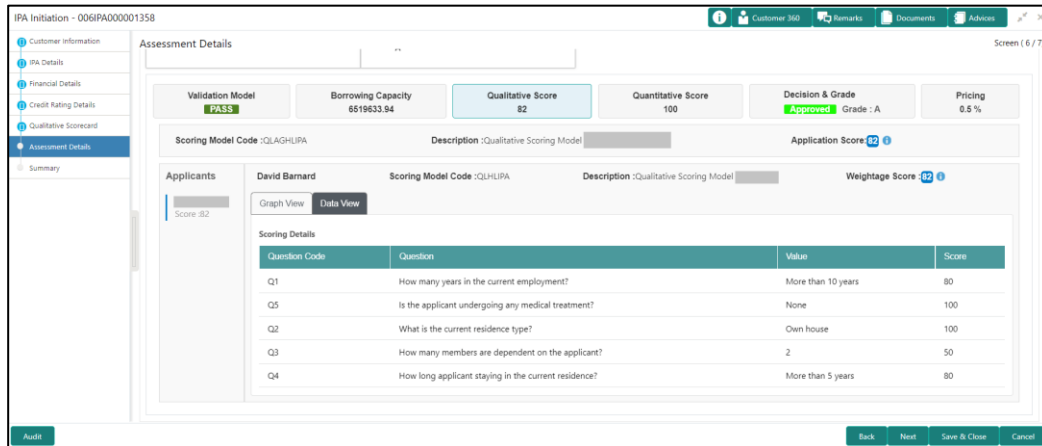 IPA Initiation - 006IPA000001358
Customer 360
Remarks
Documents
Advices
Customer Information
IPA Details
Financial Details
Credit Rating Details
Qualitative Scorecard
Assessment Details
Summary
Assessment Details
Screen ( 6 / 7
Validation Model
PASS
Borrowing Capacity
6519633.94
Qualitative Score
82
Quantitative Score
100
Decision & Grade
Approved Grade : A
Pricing
0.5 %
Scoring Model Code :QLAGHLIPA Description :Qualitative Scoring Model Application Score:82
Applicants
Score :82
David Barnard Scoring Model Code :QLHLIPA Description :Qualitative Scoring Model Weightage Score :82
Graph View Data View
Scoring Details
Question Code Question Value Score
Q1 How many years in the current employment? More than 10 years 80
Q5 Is the applicant undergoing any medical treatment? None 100
Q2 What is the current residence type? Own house 100
Q3 How many members are dependent on the applicant? 2 50
Q4 How long applicant staying in the current residence? More than 5 years 80
Audit Back Next Save & Close Cancel